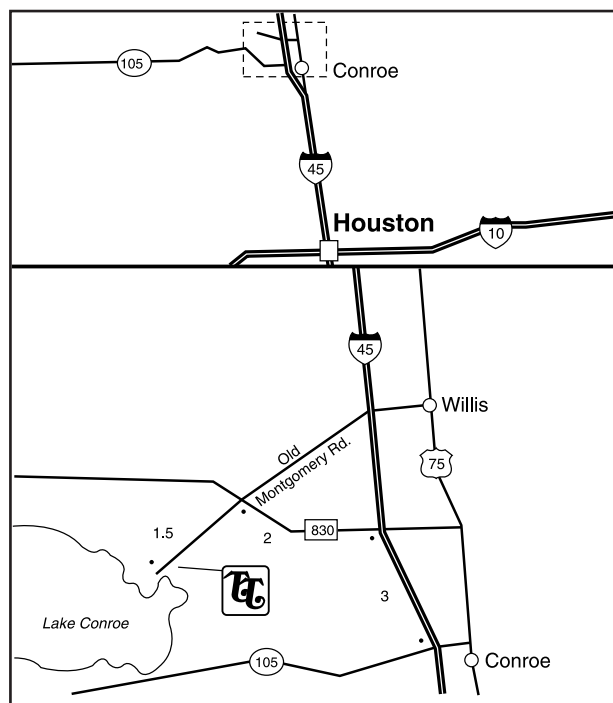 105
Conroe
45
Houston
10
45
Willis
Old
Montgomery Rd.
75
1.5
2
830
TT
3
Lake Conroe
105
Conroe